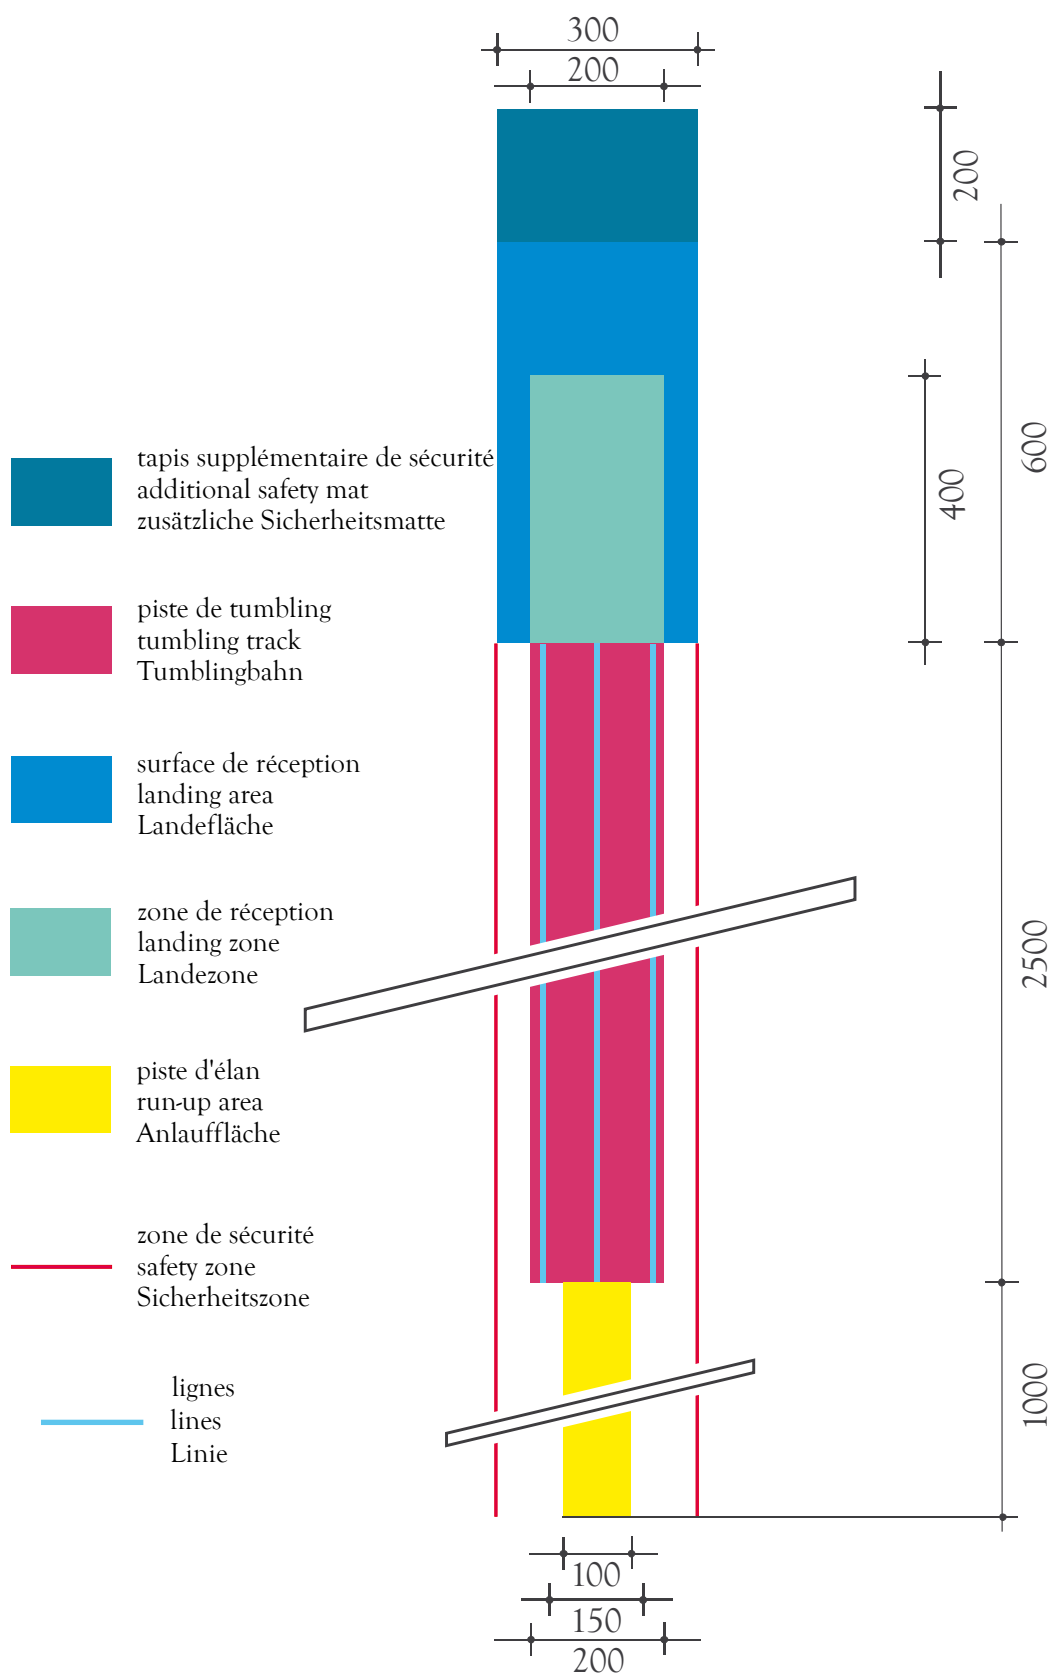 300
200
200
600
400
tapis supplémentaire de sécurité
additional safety mat
zusätzliche Sicherheitsmatte
piste de tumbling
tumbling track
Tumblingbahn
surface de réception
landing area
Landefläche
zone de réception
landing zone
Landezone
2500
piste d'élan
run-up area
Anlauffläche
zone de sécurité
safety zone
Sicherheitszone
lignes
lines
Linie
1000
100
150
200